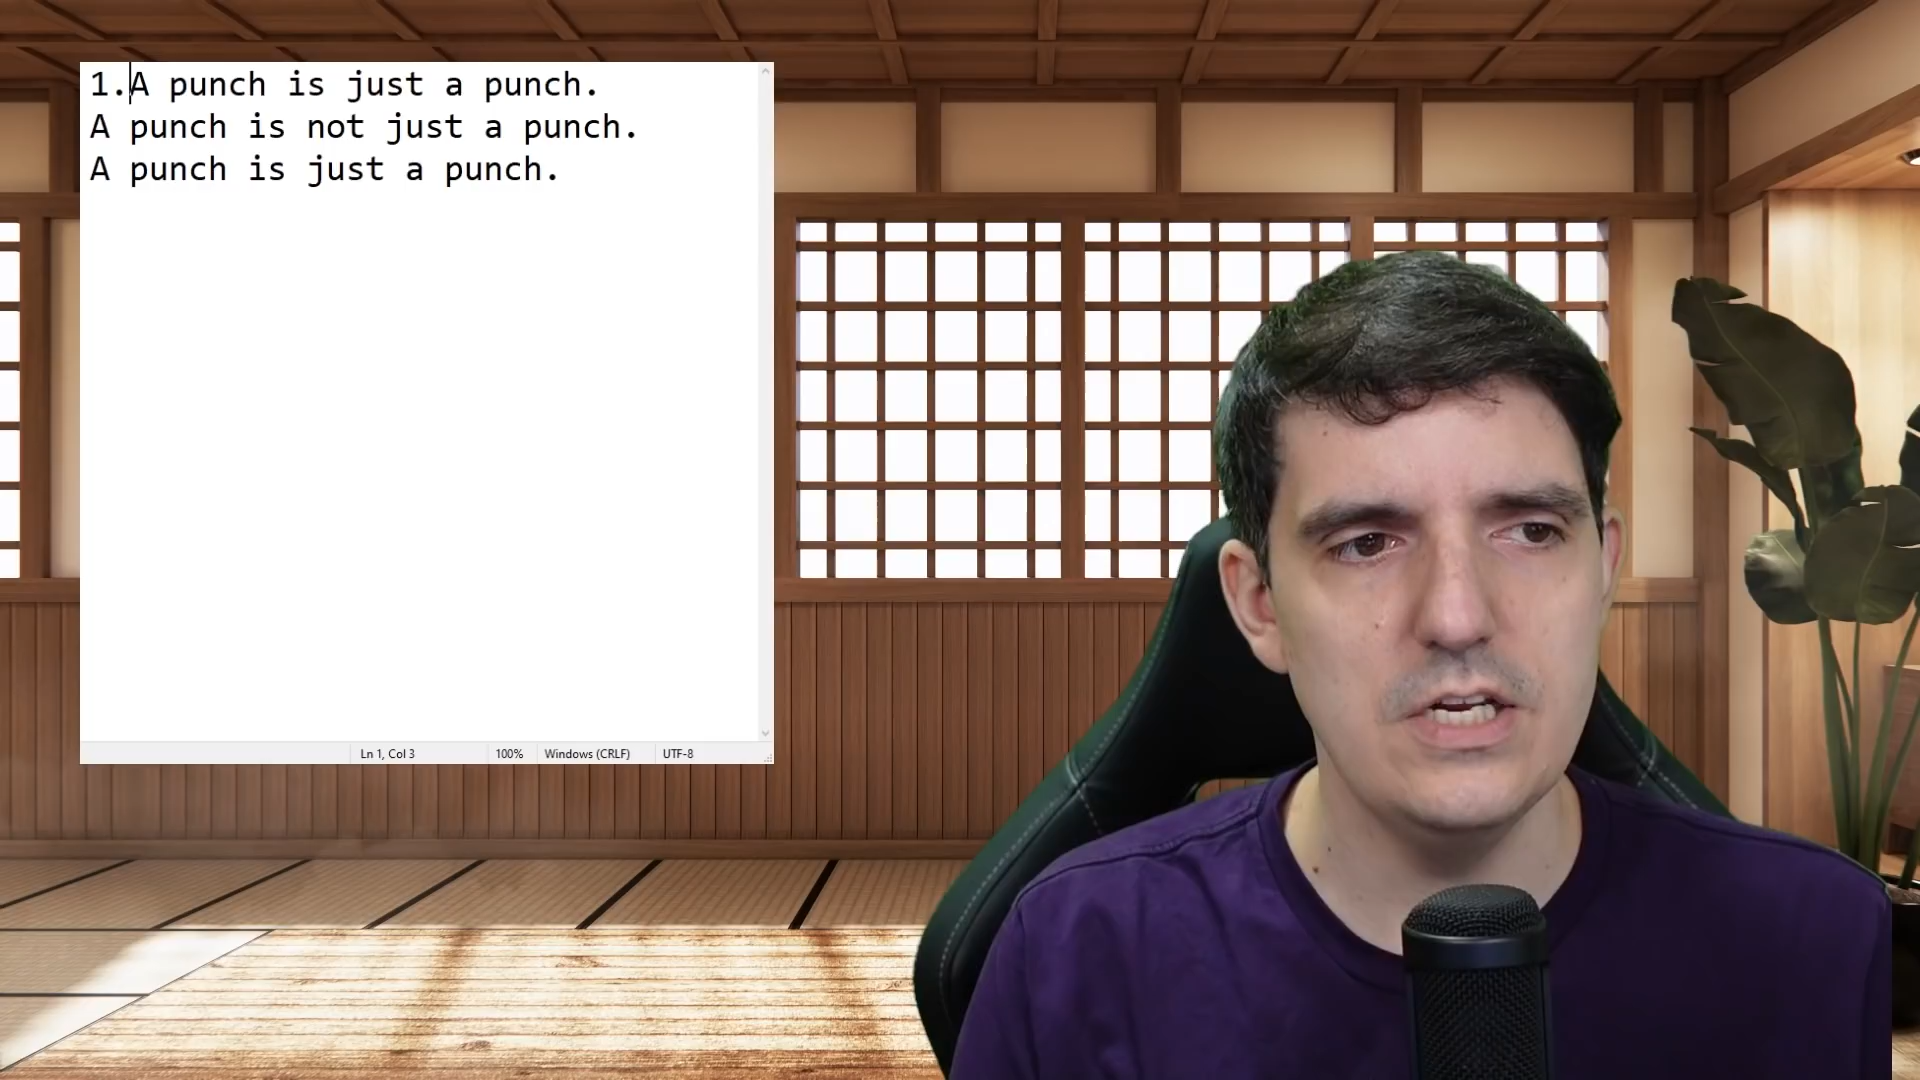 1.A punch is just a punch.
A punch is not just a punch.
A punch is just a punch.
Ln 1, Col 3
100%
Windows (CRLF)
UTF-8